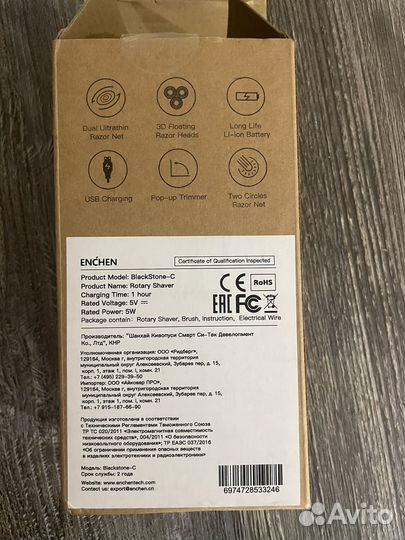 Dual Ultrathin
Razor Net
3D Floating
Razor Heads
Long Life
Li-ion Battery
USB Charging
Pop-up Trimmer
Two Circles
Razor Net
ENCHEN
Certificate of Qualification Inspected
Product Model: BlackStone-C
Product Name: Rotary Shaver
Charging Time: 1 hour
Rated Voltage: 5V
Rated Power: 5W
CE
RoHS
EAC FC
Package contain: Rotary Shaver, Brush, Instruction, Electrical Wire
Производитель: "Шанхай Кивопуси Смарт Си-Тек Девелопмент
Ко., Лтд", КНР
Уполномоченная организация: ООО «Ридберг»,
129164, Москва г, внутригородская территория
муниципальный округ Алексеевский, Зубарев пер, д. 15,
корп. 1, этаж 1, пом. I, комн. 21
Тел.: +7 (495) 229-39-50
Импортер: ООО «Айковер ПРО»,
129164, Москва г, внутригородская территория
муниципальный округ Алексеевский, Зубарев пер, д. 15,
корп. 1, этаж 1, пом. I, комн. 21
Тел.: +7 915-187-66-90
Изготовлено в соответствии
с Техническими Регламентами Таможенного Союза
ТР ТС 020/2011 «Электромагнитная совместимость
технических средств», 004/2011 «О безопасности
низковольтного оборудования», ТР ЕАЭС 037/2016
«Об ограничении применения опасных веществ
в изделиях электротехники и радиоэлектроники»
Модель: Blackstone-C
Срок службы: 2 года
Website: www.enchentech.com
Contact us: export@enchen.cn
6974728533246
Avito